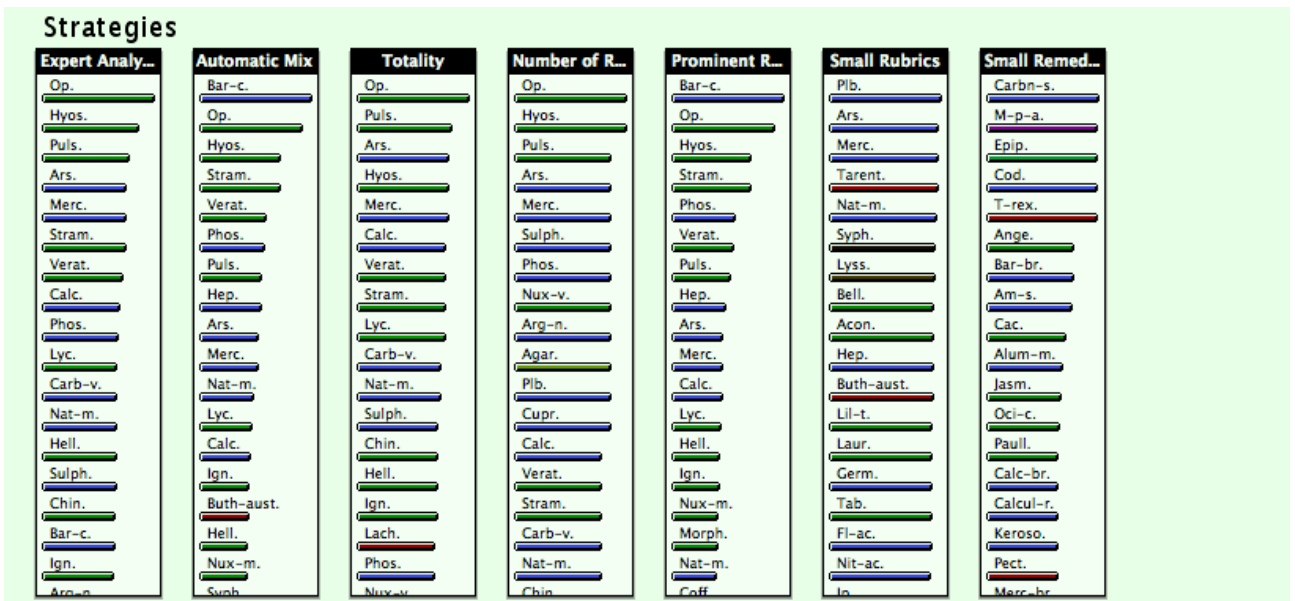 Strategies
Expert Analy...
Op.
Hyos.
Puls.
Ars.
Merc.
Stram.
Verat.
Calc.
Phos.
Lyc.
Carb-v.
Nat-m.
Hell.
Sulph.
Chin.
Bar-c.
Ign.
Arg-n
Automatic Mix
Bar-c.
Op.
Hyos.
Stram.
Verat.
Phos.
Puls.
Hep.
Ars.
Merc.
Nat-m.
Lyc.
Calc.
Ign.
Buth-aust.
Hell.
Nux-m.
Syph
Totality
Op.
Puls.
Ars.
Hyos.
Merc.
Calc.
Verat.
Stram.
Lyc.
Carb-v.
Nat-m.
Sulph.
Chin.
Hell.
Ign.
Lach.
Phos.
Nux-v
Number of R...
Op.
Hyos.
Puls.
Ars.
Merc.
Sulph.
Phos.
Nux-v.
Arg-n.
Agar.
Plb.
Cupr.
Calc.
Verat.
Stram.
Carb-v.
Nat-m.
Chin
Prominent R...
Bar-c.
Op.
Hyos.
Stram.
Phos.
Verat.
Puls.
Hep.
Ars.
Merc.
Calc.
Lyc.
Hell.
Ign.
Nux-m.
Morph.
Nat-m.
Coff
Small Rubrics
Plb.
Ars.
Merc.
Tarent.
Nat-m.
Syph.
Lyss.
Bell.
Acon.
Hep.
Buth-aust.
Lil-t.
Laur.
Germ.
Tab.
Fl-ac.
Nit-ac.
Small Remed...
Carbn-s.
M-p-a.
Epip.
Cod.
T-rex.
Ange.
Bar-br.
Am-s.
Cac.
Alum-m.
Jasm.
Oci-c.
Paull.
Calc-br.
Calcul-r.
Keroso.
Pect.
Merc-br